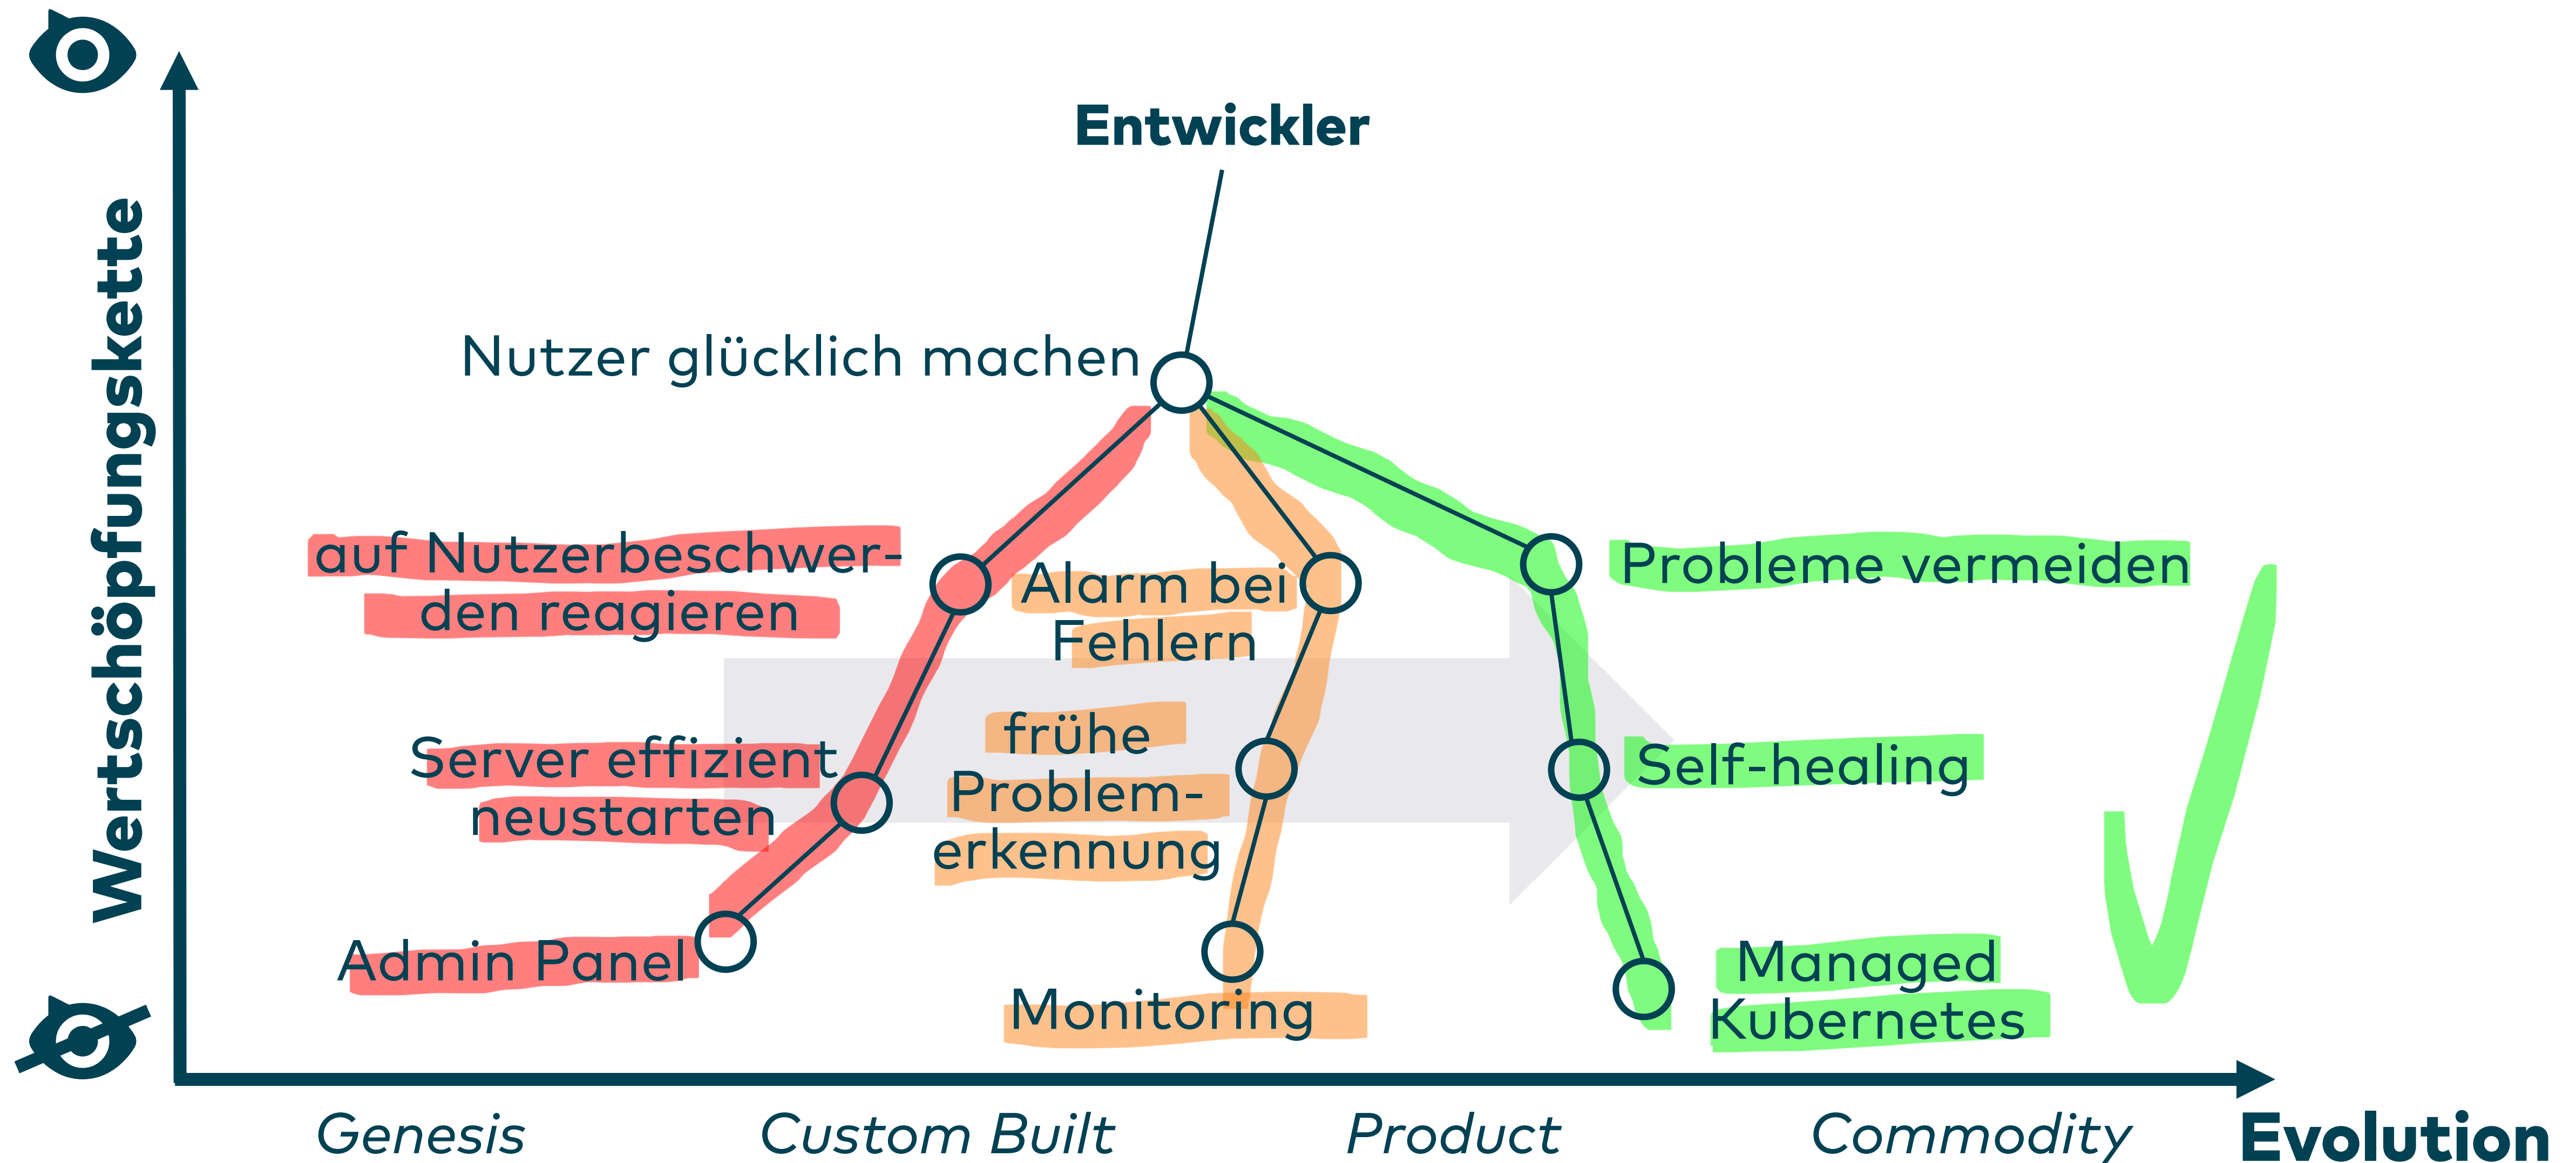 Entwickler
Wertschöpfungskette
Nutzer glücklich machen
auf Nutzerbeschwer-
den reagieren
Alarm bei
Fehlern
Probleme vermeiden
Server effizient
neustarten
frühe
Problem-
erkennung
Self-healing
Admin Panel
Monitoring
Managed
Kubernetes
Genesis
Custom Built
Product
Commodity
Evolution